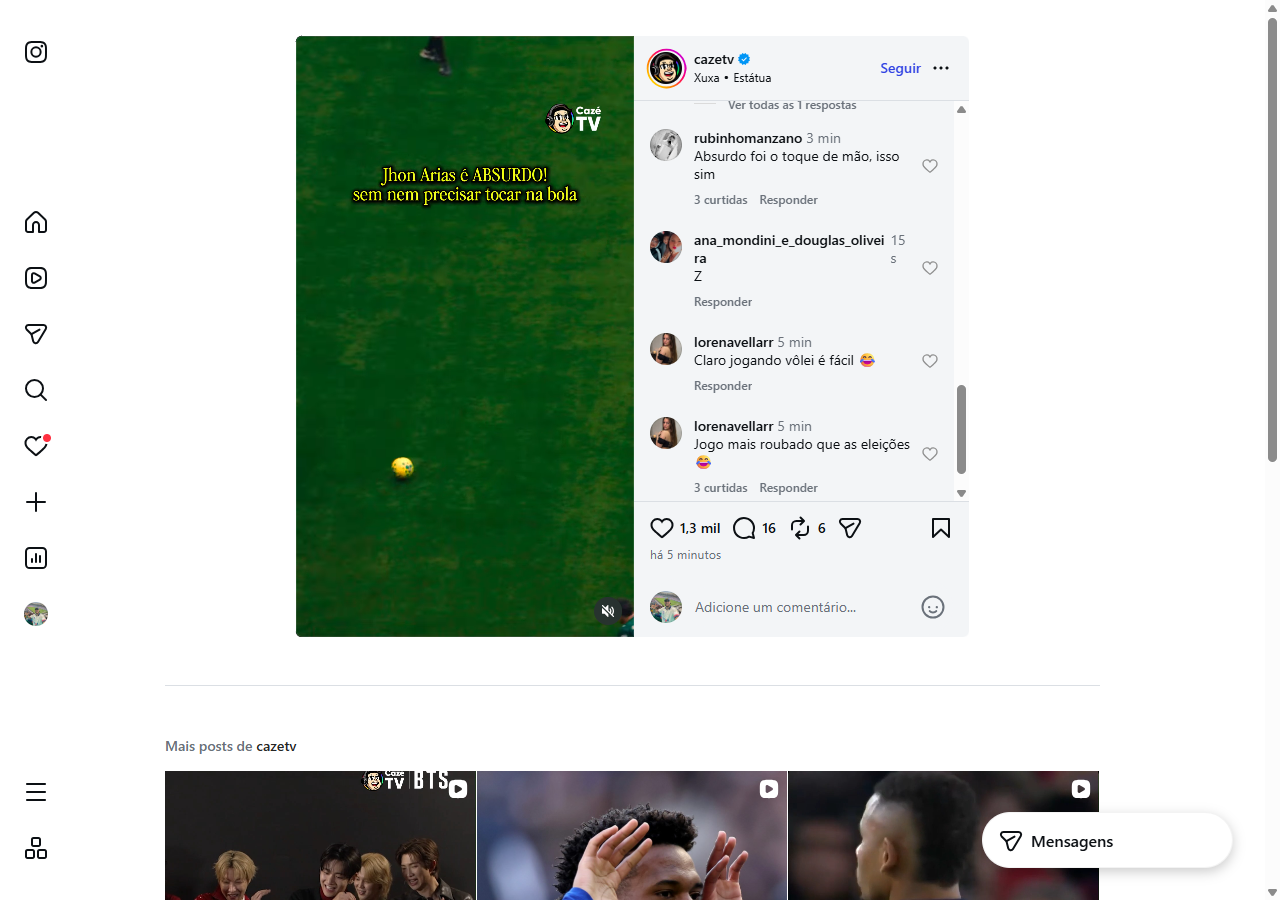 Cazé
TV
Jhon Arias é ABSURDO!
sem nem precisar tocar na bola
cazetv
Seguir
Xuxa • Estátua
Ver todas as 1 respostas
rubinhomanzano 3 min
Absurdo foi o toque de mão, isso
sim
3 curtidas Responder
ana_mondini_e_douglas_olivei 15
ra s
Z
Responder
lorenavellarr 5 min
Claro jogando vôlei é fácil 😂
Responder
lorenavellarr 5 min
Jogo mais roubado que as eleições
😂
3 curtidas Responder
1,3 mil 16 6
há 5 minutos
Adicione um comentário...
Mais posts de cazetv
Cazé
TV BTS
Mensagens